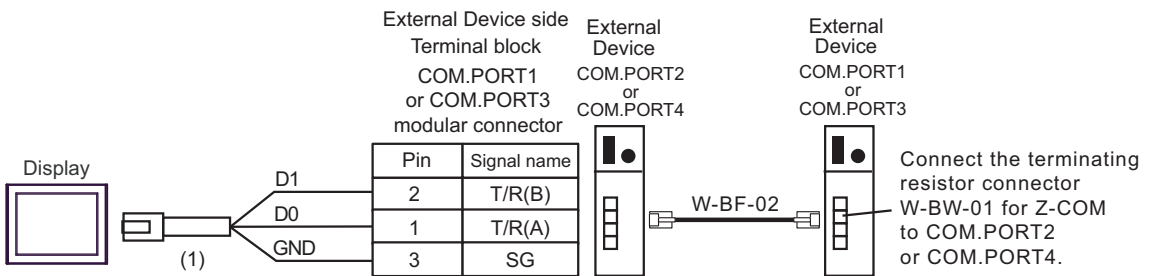 External Device side
Terminal block
COM.PORT1
or COM.PORT3
modular connector
External
Device
COM.PORT2
or
COM.PORT4
External
Device
COM.PORT1
or
COM.PORT3
Display
(1)
D1
D0
GND
Pin Signal name
2 T/R(B)
1 T/R(A)
3 SG
W-BF-02
Connect the terminating
resistor connector
W-BW-01 for Z-COM
to COM.PORT2
or COM.PORT4.